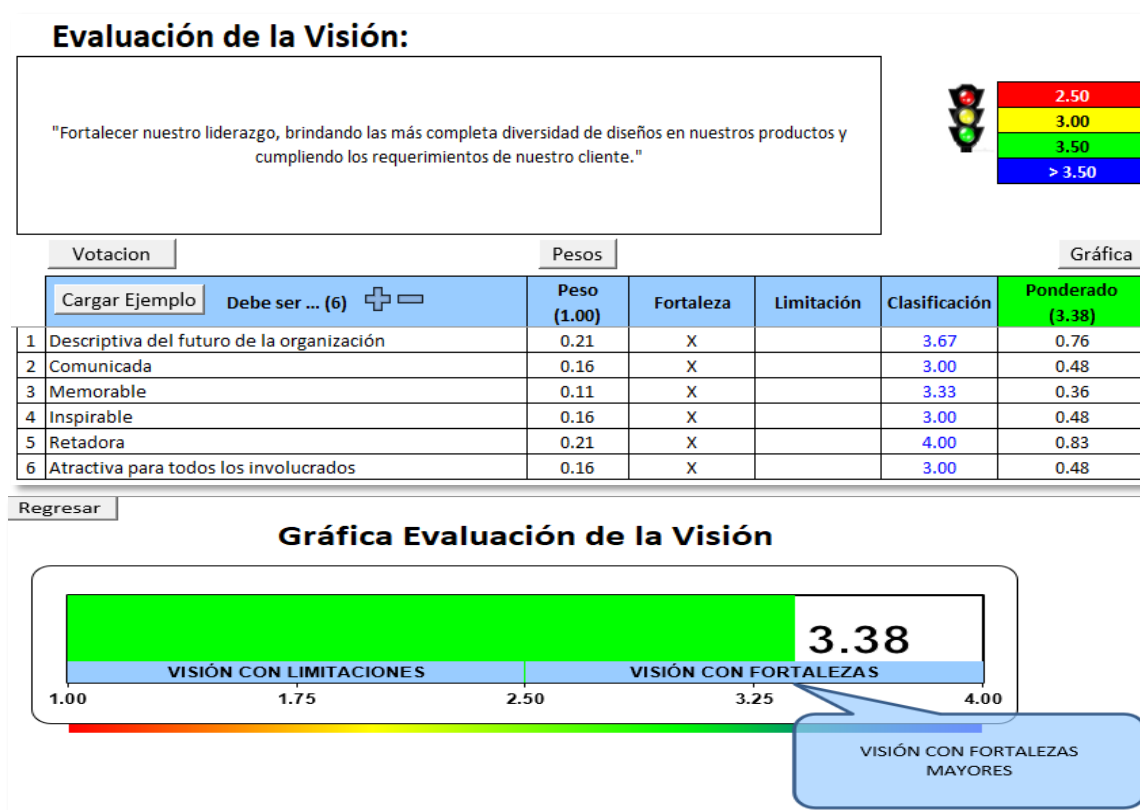 Evaluación de la Visión:
"Fortalecer nuestro liderazgo, brindando las más completa diversidad de diseños en nuestros productos y
cumpliendo los requerimientos de nuestro cliente."
2.50
3.00
3.50
> 3.50
Votacion Pesos Gráfica
Cargar Ejemplo Debe ser ... (6) Peso (1.00) Fortaleza Limitación Clasificación Ponderado (3.38)
1 Descriptiva del futuro de la organización 0.21 X 3.67 0.76
2 Comunicada 0.16 X 3.00 0.48
3 Memorable 0.11 X 3.33 0.36
4 Inspirable 0.16 X 3.00 0.48
5 Retadora 0.21 X 4.00 0.83
6 Atractiva para todos los involucrados 0.16 X 3.00 0.48
Regresar
Gráfica Evaluación de la Visión
3.38
VISIÓN CON LIMITACIONES VISIÓN CON FORTALEZAS
1.00 1.75 2.50 3.25 4.00
VISIÓN CON FORTALEZAS
MAYORES